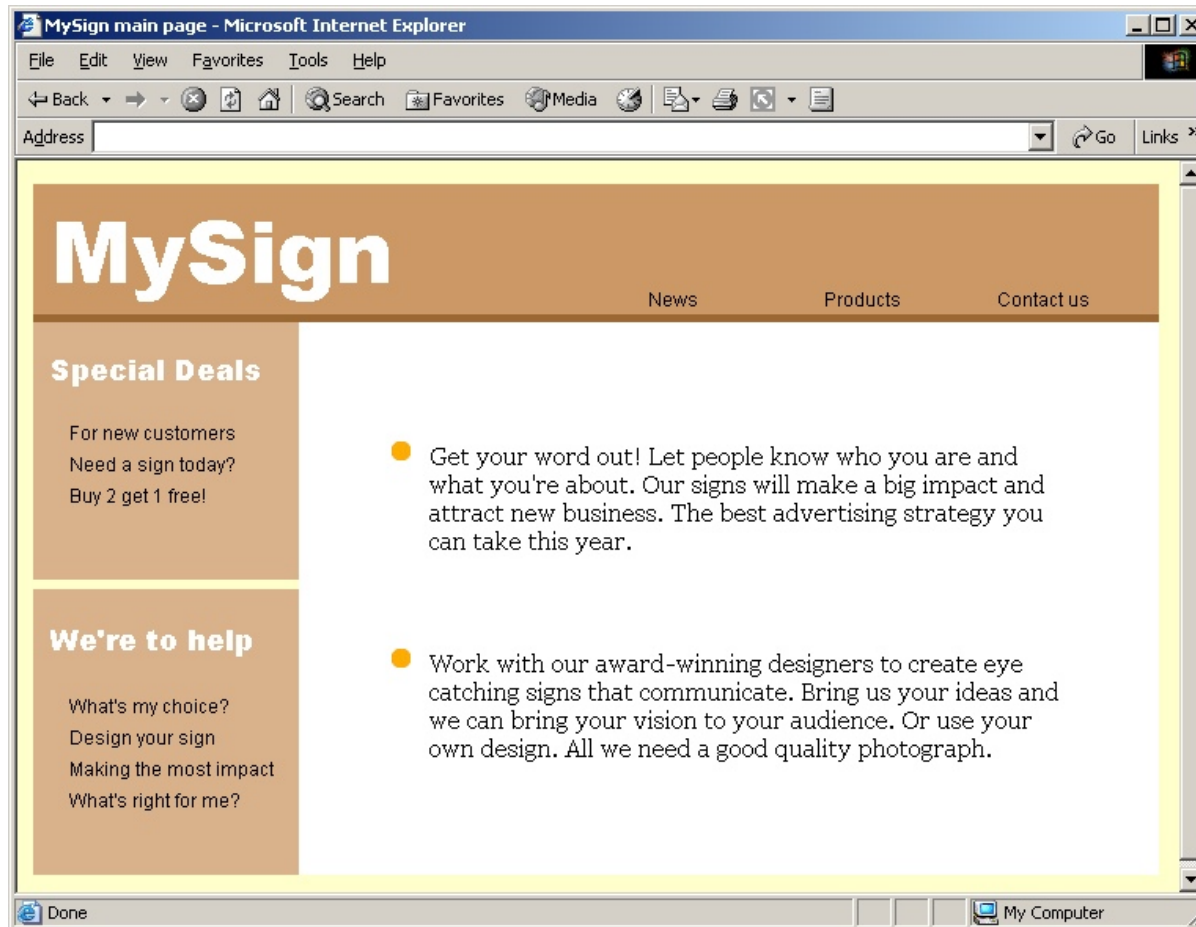 MySign main page - Microsoft Internet Explorer
File Edit View Favorites Tools Help
Back Search Favorites Media
Address Go Links »
MySign
News Products Contact us
Special Deals
For new customers
Need a sign today?
Buy 2 get 1 free!
Get your word out! Let people know who you are and
what you're about. Our signs will make a big impact and
attract new business. The best advertising strategy you
can take this year.
We're to help
What's my choice?
Design your sign
Making the most impact
What's right for me?
Work with our award-winning designers to create eye
catching signs that communicate. Bring us your ideas and
we can bring your vision to your audience. Or use your
own design. All we need a good quality photograph.
Done My Computer